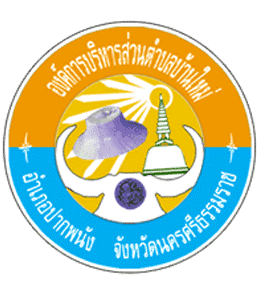 องค์การบริหารส่วนตำบลบ้านใหม่
อำเภอปากพนัง จังหวัดนครศรีธรรมราช